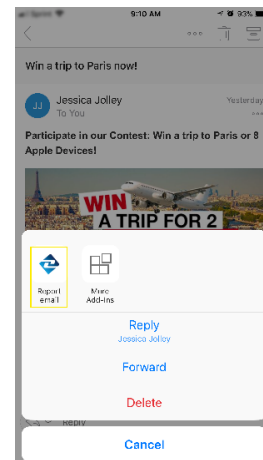 9:10 AM
93%
Win a trip to Paris now!
JJ
Jessica Jolley
Yesterday
To You
Participate in our Contest: Win a trip to Paris or 8
Apple Devices!
WIN
A TRIP FOR 2
Report
email
More
Add-Ins
Reply
Jessica Jolley
Forward
Delete
Reply
Cancel